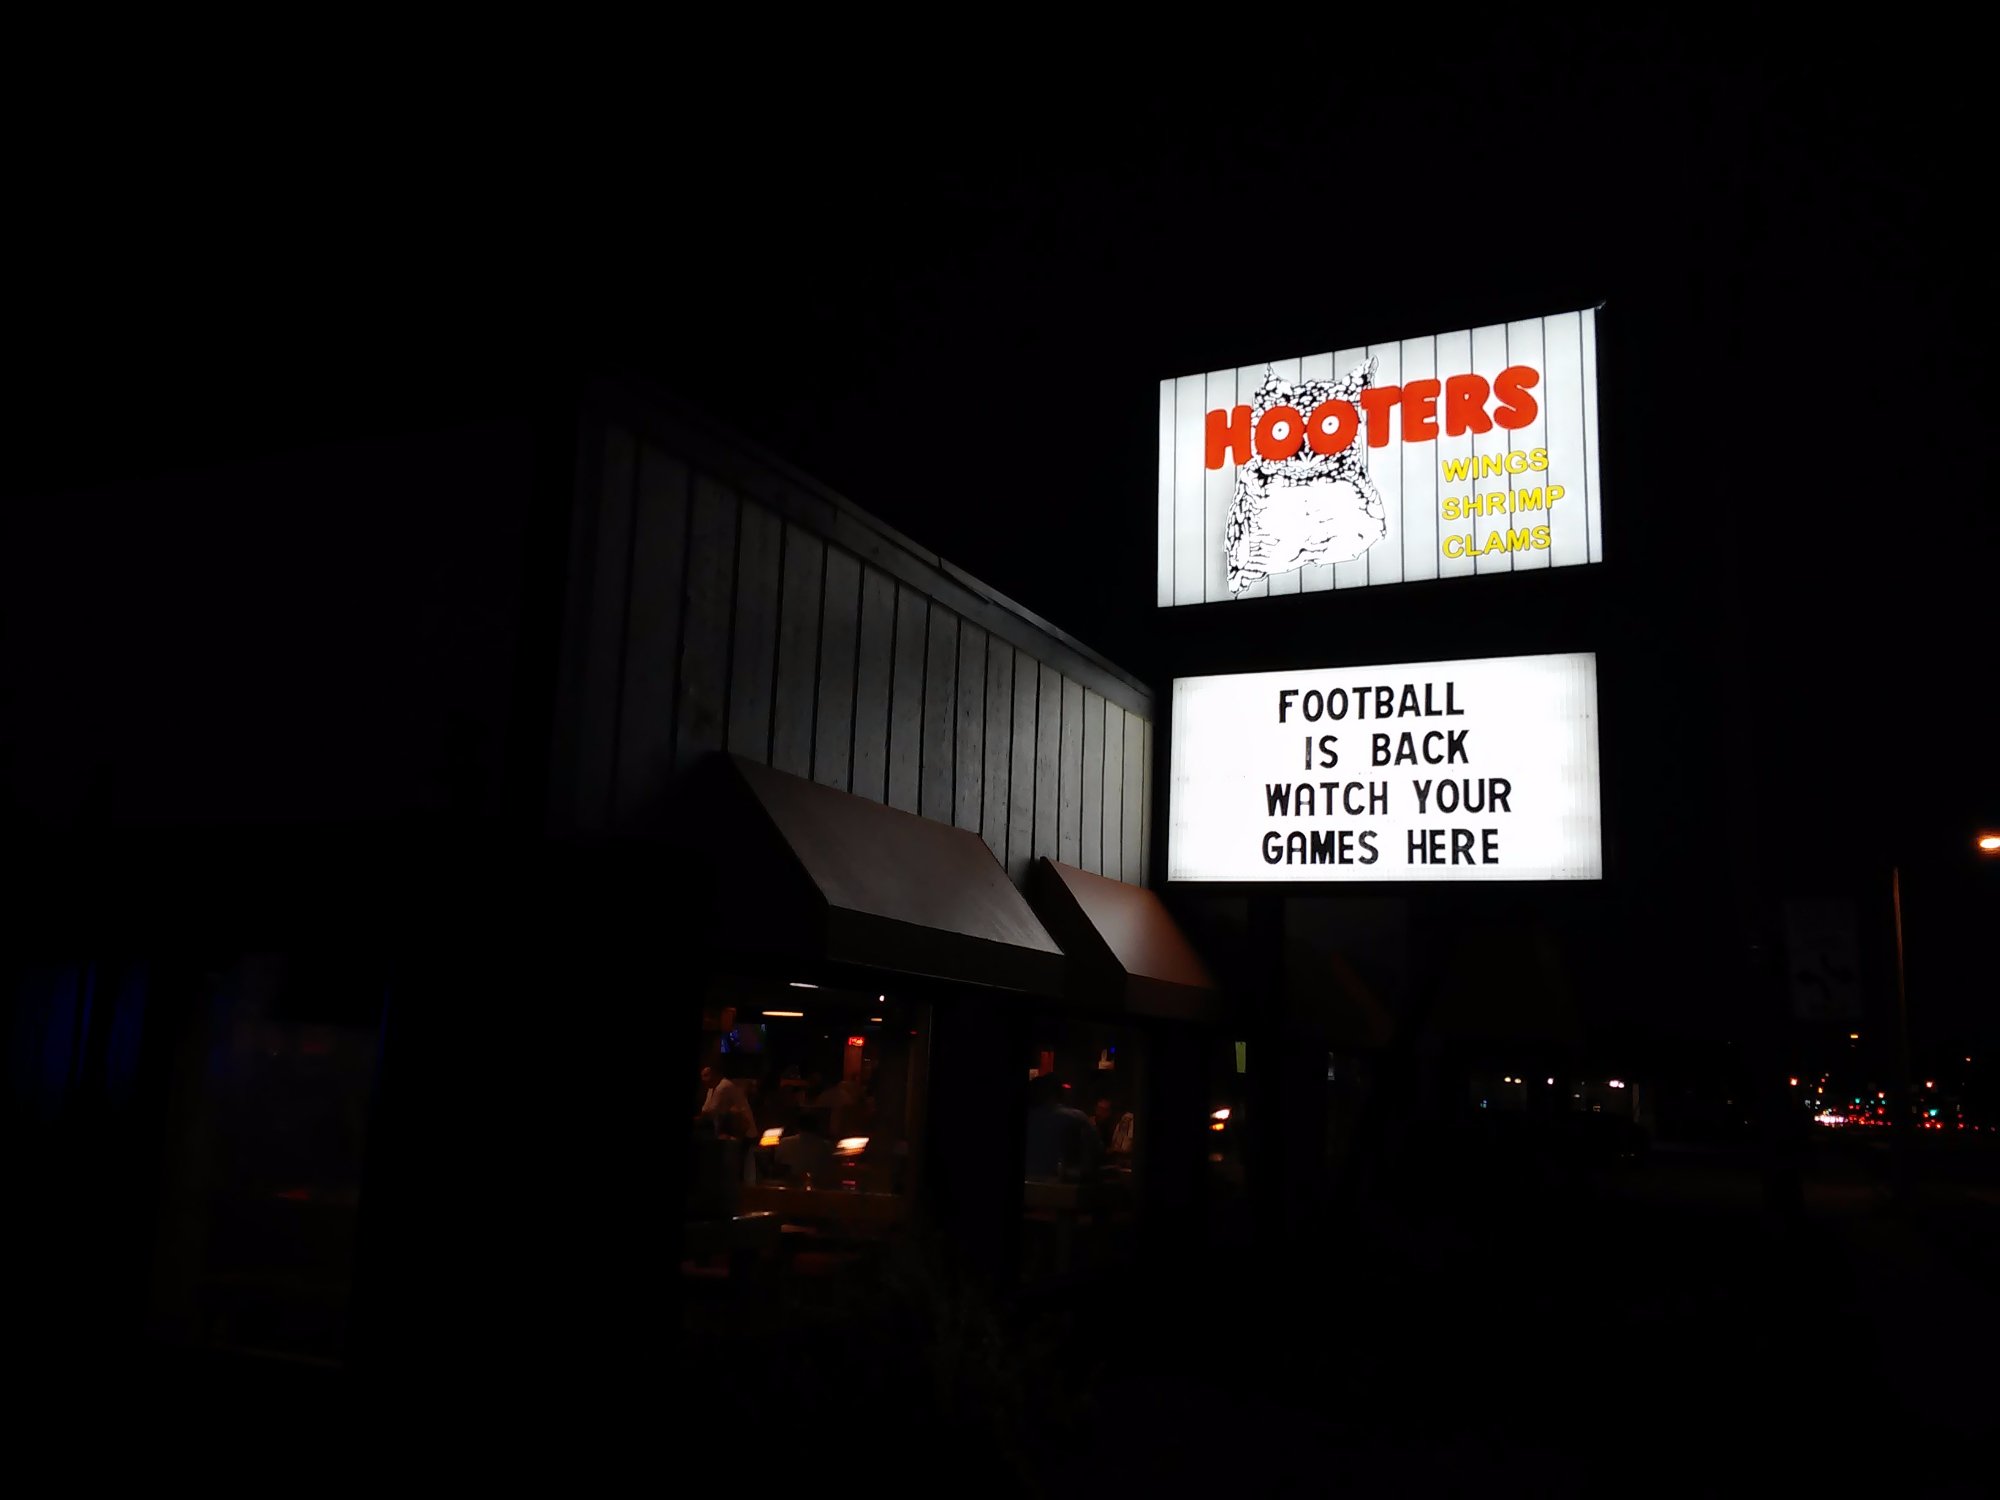 HOOTERS
WINGS
SHRIMP
CLAMS
FOOTBALL
IS BACK
WATCH YOUR
GAMES HERE